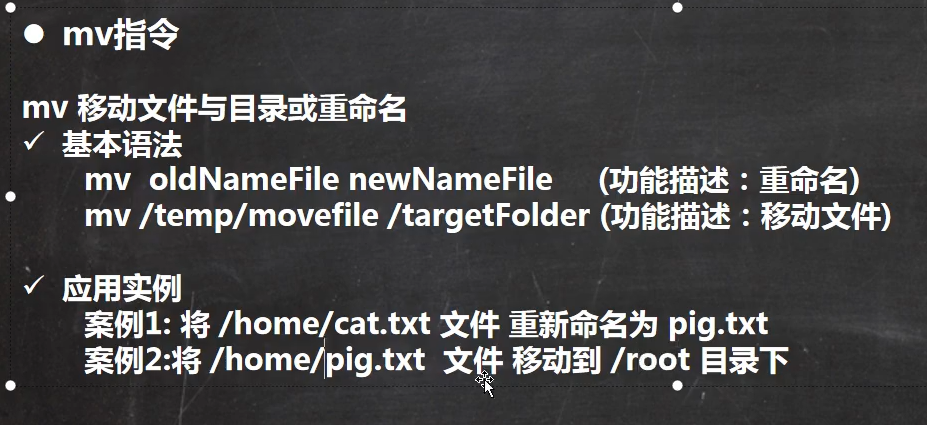 ● mv指令
mv 移动文件与目录或重命名
✓ 基本语法
mv  oldNameFile newNameFile     (功能描述：重命名)
mv /temp/movefile /targetFolder (功能描述：移动文件)
✓ 应用实例
案例1: 将 /home/cat.txt 文件 重新命名为 pig.txt
案例2:将 /home/pig.txt  文件 移动到 /root 目录下